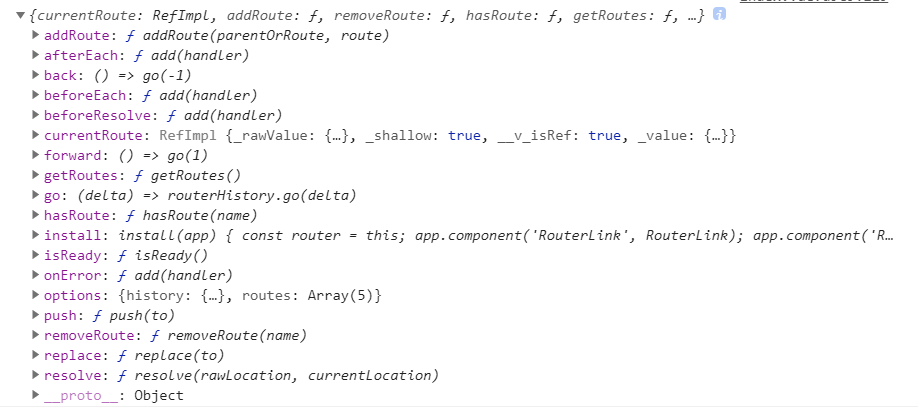 {currentRoute: RefImpl, addRoute: ƒ, removeRoute: ƒ, hasRoute: ƒ, getRoutes: ƒ, …} i
addRoute: ƒ addRoute(parentOrRoute, route)
afterEach: ƒ add(handler)
back: () => go(-1)
beforeEach: ƒ add(handler)
beforeResolve: ƒ add(handler)
currentRoute: RefImpl {_rawValue: {…}, _shallow: true, __v_isRef: true, _value: {…}}
forward: () => go(1)
getRoutes: ƒ getRoutes()
go: (delta) => routerHistory.go(delta)
hasRoute: ƒ hasRoute(name)
install: install(app) { const router = this; app.component('RouterLink', RouterLink); app.component('R…
isReady: ƒ isReady()
onError: ƒ add(handler)
options: {history: {…}, routes: Array(5)}
push: ƒ push(to)
removeRoute: ƒ removeRoute(name)
replace: ƒ replace(to)
resolve: ƒ resolve(rawLocation, currentLocation)
__proto__: Object